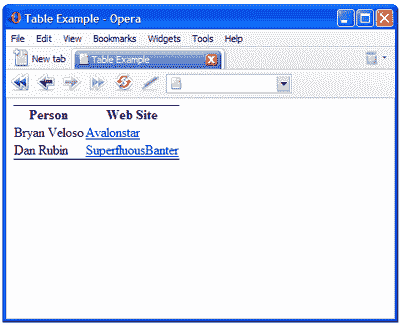 Table Example - Opera
File Edit View Bookmarks Widgets Tools Help
New tab Table Example
Person Web Site
Bryan Veloso Avalonstar
Dan Rubin SuperfluousBanter